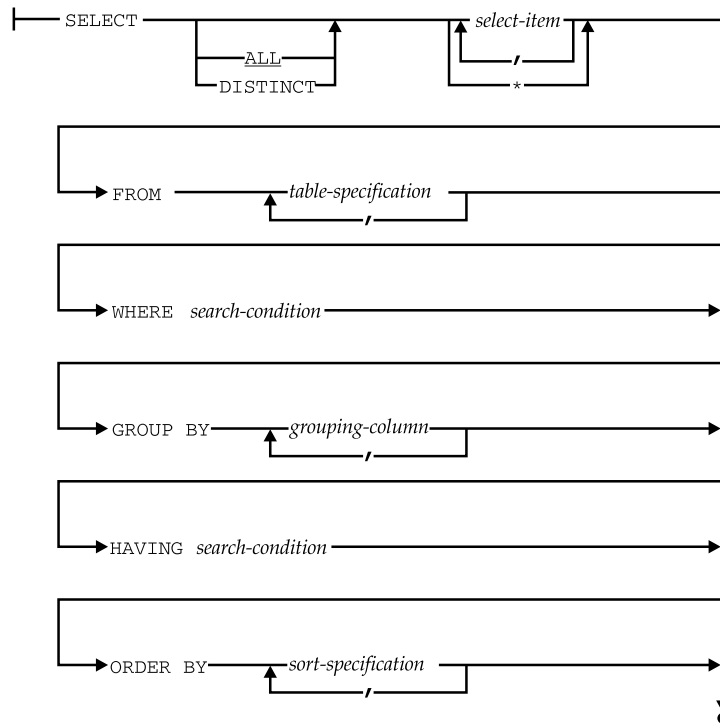 SELECT select-item
ALL ,
DISTINCT *
FROM table-specification
,
WHERE search-condition
GROUP BY grouping-column
,
HAVING search-condition
ORDER BY sort-specification
,